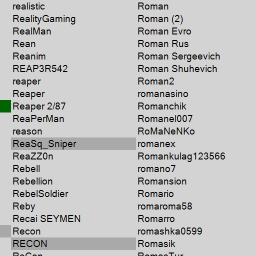 realistic
RealityGaming
RealMan
Rean
Reanim
REAP3R542
reaper
Reaper
Reaper 2/87
ReaPerMan
reason
ReaSq_Sniper
ReaZZ0n
Rebell
Rebellion
RebelSoldier
Reby
Recai SEYMEN
Recon
RECON
Roman
Roman (2)
Roman Evro
Roman Rus
Roman Sergeevich
Roman Shuhevich
Roman2
romanasino
Romanchik
Romanel007
RoMaNeNKo
romanex
Romankulag123566
romano7
Romansion
Romario
romaroma58
Romarro
romashka0599
Romasik